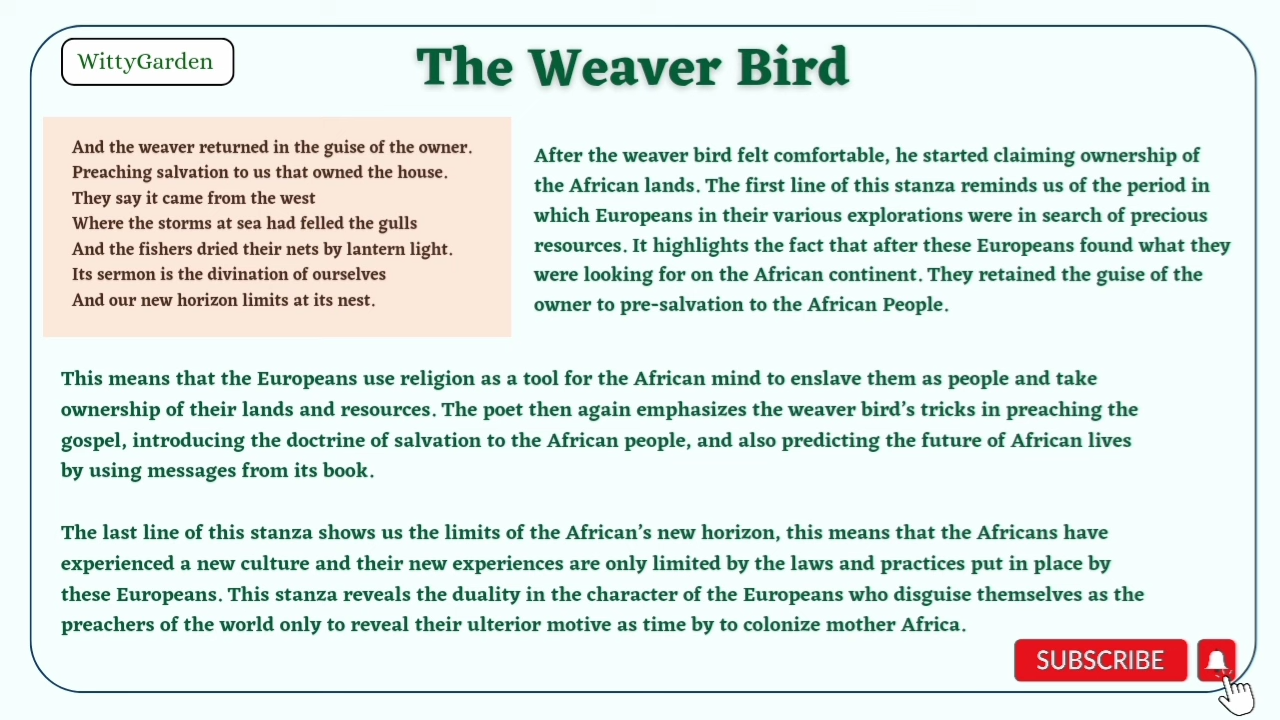 WittyGarden
The Weaver Bird
And the weaver returned in the guise of the owner.
Preaching salvation to us that owned the house.
They say it came from the west
Where the storms at sea had felled the gulls
And the fishers dried their nets by lantern light.
Its sermon is the divination of ourselves
And our new horizon limits at its nest.
After the weaver bird felt comfortable, he started claiming ownership of
the African lands. The first line of this stanza reminds us of the period in
which Europeans in their various explorations were in search of precious
resources. It highlights the fact that after these Europeans found what they
were looking for on the African continent. They retained the guise of the
owner to pre-salvation to the African People.
This means that the Europeans use religion as a tool for the African mind to enslave them as people and take
ownership of their lands and resources. The poet then again emphasizes the weaver bird's tricks in preaching the
gospel, introducing the doctrine of salvation to the African people, and also predicting the future of African lives
by using messages from its book.
The last line of this stanza shows us the limits of the African's new horizon, this means that the Africans have
experienced a new culture and their new experiences are only limited by the laws and practices put in place by
these Europeans. This stanza reveals the duality in the character of the Europeans who disguise themselves as the
preachers of the world only to reveal their ulterior motive as time by to colonize mother Africa.
SUBSCRIBE